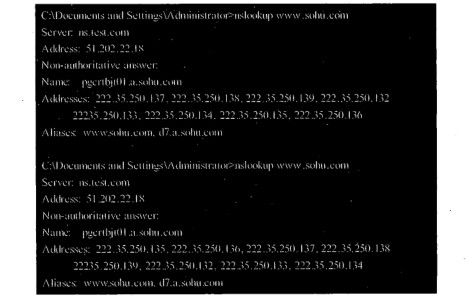 C:\Documents and Settings\Administrator>nslookup www.sohu.com
Server: ns.test.com
Address: 51.202.22.18
Non-authoritative answer:
Name: pgcrtbjt01.a.sohu.com
Addresses: 222.35.250.137, 222.35.250.138, 222.35.250.139, 222.35.250.132
22235.250.133, 222.35.250.134, 222.35.250.135, 222.35.250.136
Aliases: www.sohu.com, d7.a.sohu.com
C:\Documents and Settings\Administrator>nslookup www.sohu.com
Server: ns.test.com
Address: 51.202.22.18
Non-authoritative answer:
Name: pgcrtbjt01.a.sohu.com
Addresses: 222.35.250.135, 222.35.250.136, 222.35.250.137, 222.35.250.138
22235.250.139, 222.35.250.132, 222.35.250.133, 222.35.250.134
Aliases: www.sohu.com, d7.a.sohu.com